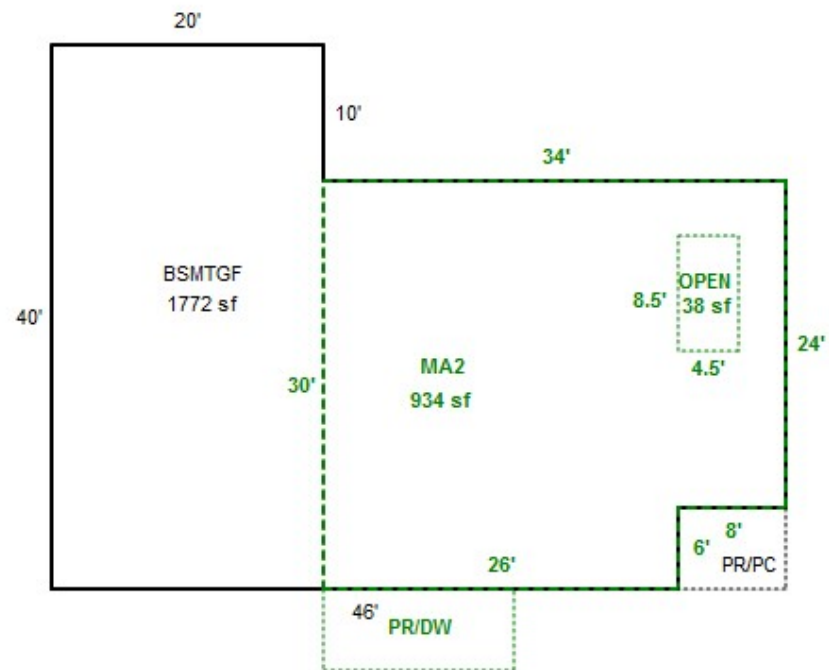 20'
10'
34'
BSMTGF
1772 sf
OPEN
38 sf
8.5'
40'
24'
4.5'
MA2
934 sf
30'
8'
6'
PR/PC
26'
46'
PR/DW